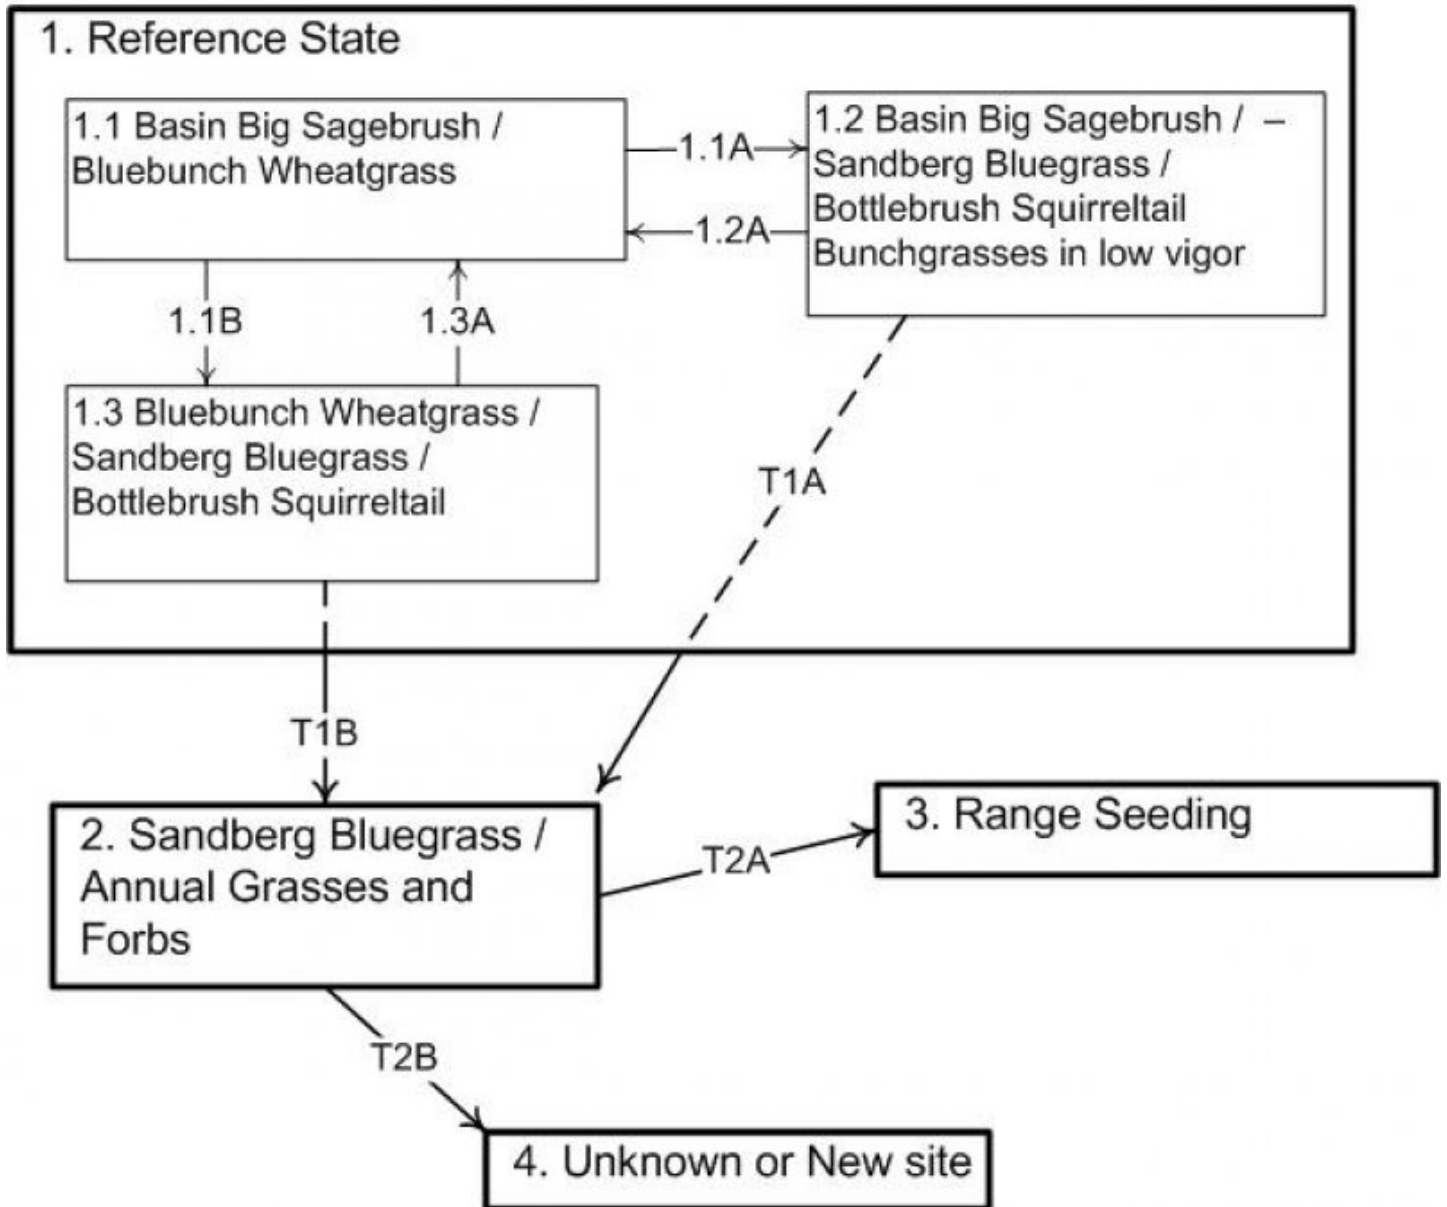 1. Reference State
1.1 Basin Big Sagebrush /
Bluebunch Wheatgrass
1.1A
1.2A
1.2 Basin Big Sagebrush / –
Sandberg Bluegrass /
Bottlebrush Squirreltail
Bunchgrasses in low vigor
1.1B
1.3A
1.3 Bluebunch Wheatgrass /
Sandberg Bluegrass /
Bottlebrush Squirreltail
T1A
T1B
2. Sandberg Bluegrass /
Annual Grasses and
Forbs
T2A
3. Range Seeding
T2B
4. Unknown or New site